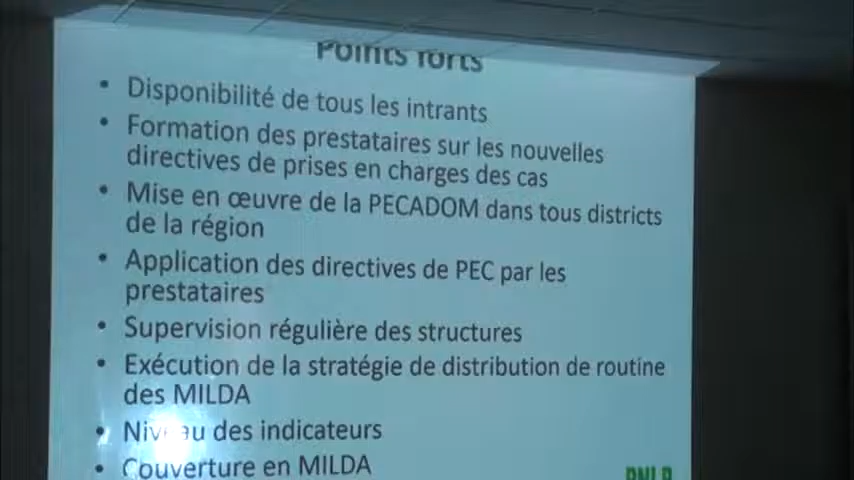 Points forts
• Disponibilité de tous les intrants
• Formation des prestataires sur les nouvelles
directives de prises en charges des cas
• Mise en œuvre de la PECADOM dans tous districts
de la région
• Application des directives de PEC par les
prestataires
• Supervision régulière des structures
• Exécution de la stratégie de distribution de routine
des MILDA
• Niveau des indicateurs
• Couverture en MILDA
PNLP